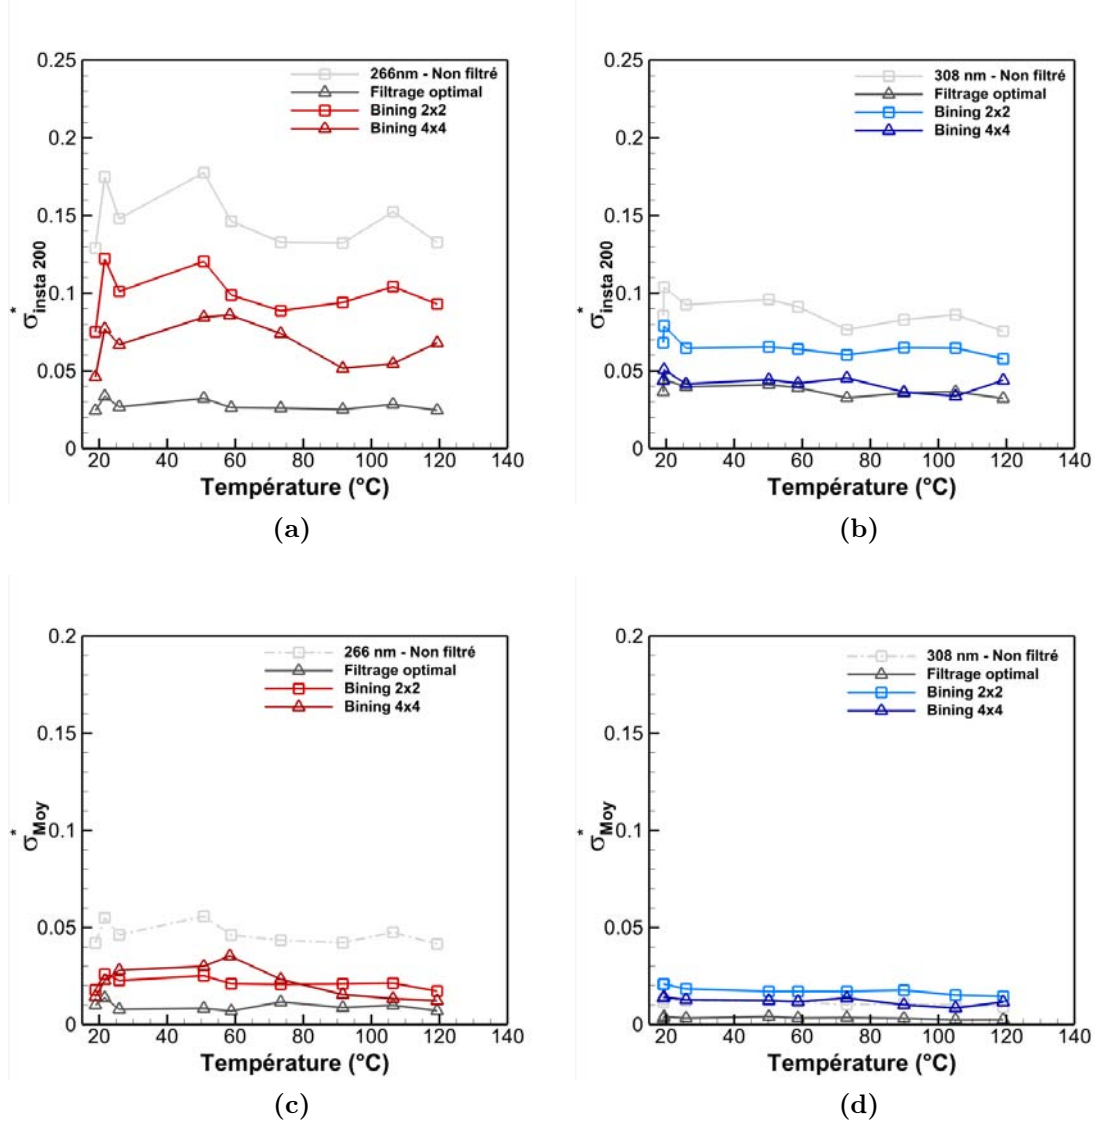 0.25
0.2
0.15
0.1
0.05
0
σ*insta 200
266nm - Non filtré
Filtrage optimal
Bining 2x2
Bining 4x4
20 40 60 80 100 120 140
Température (°C)
(a)
0.25
0.2
0.15
0.1
0.05
0
σ*insta 200
308 nm - Non filtré
Filtrage optimal
Bining 2x2
Bining 4x4
20 40 60 80 100 120 140
Température (°C)
(b)
0.2
0.15
0.1
0.05
0
σ*Moy
266 nm - Non filtré
Filtrage optimal
Bining 2x2
Bining 4x4
20 40 60 80 100 120 140
Température (°C)
(c)
0.2
0.15
0.1
0.05
0
σ*Moy
308 nm - Non filtré
Filtrage optimal
Bining 2x2
Bining 4x4
20 40 60 80 100 120 140
Température (°C)
(d)